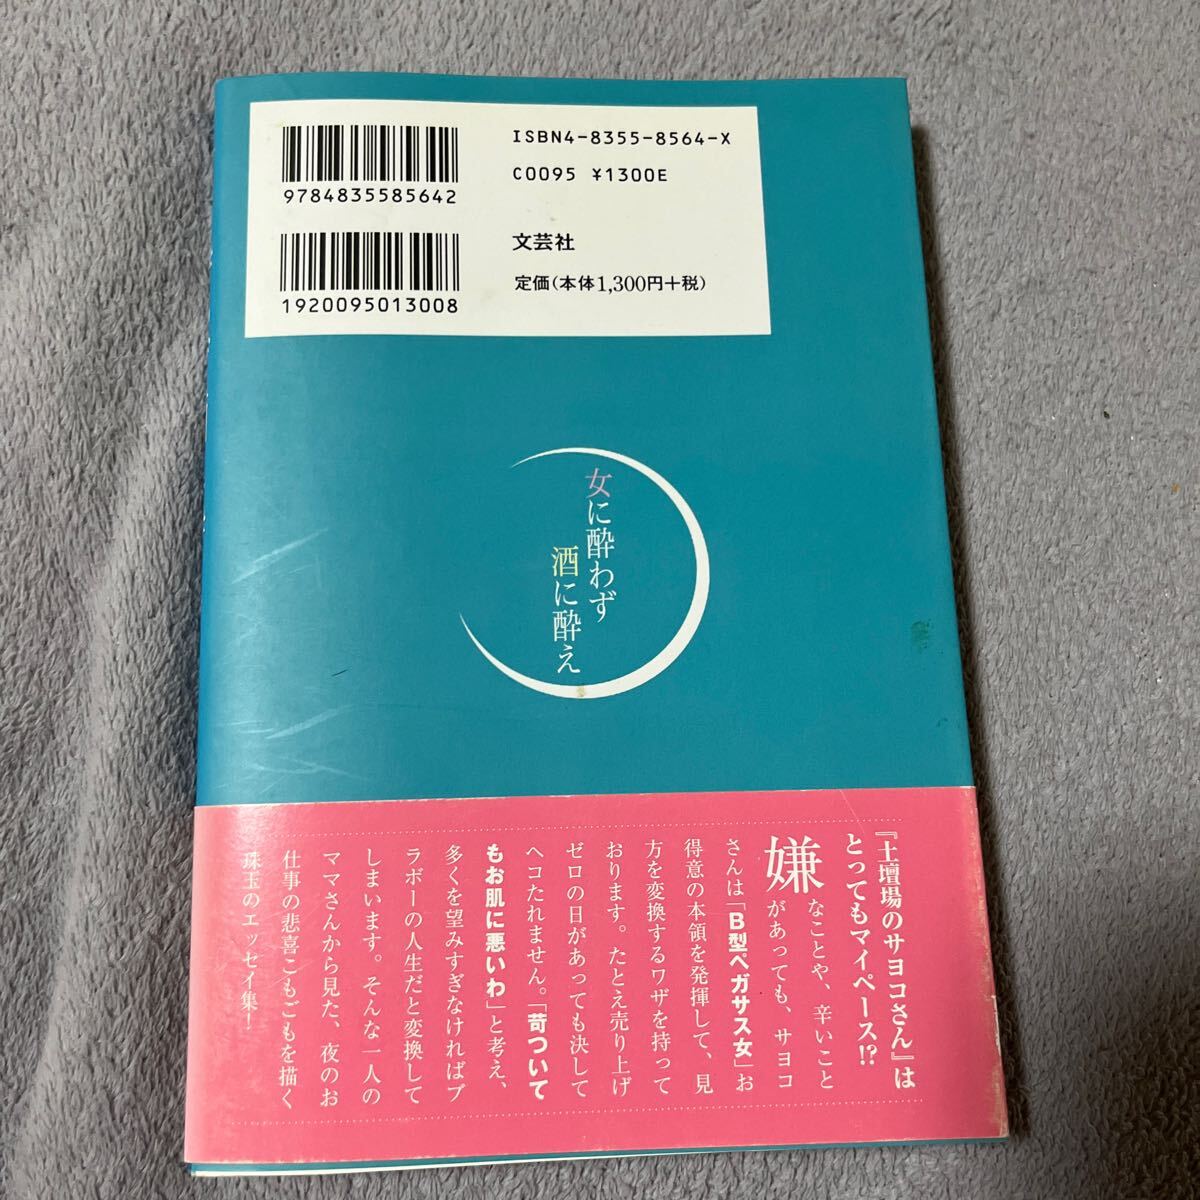 ISBN4-8355-8564-X
C0095 ¥1300E
9784835585642
文芸社
定価(本体1,300円+税)
1920095013008
女に酔わず
酒に酔え
『土壇場のサヨコさん』は
とってもマイペース!?
嫌なことや、辛いこと
があっても、サヨコ
さんは「B型ペガサス女」お
得意の本領を発揮して、見
方を変換するワザを持って
おります。たとえ売り上げ
ゼロの日があっても決して
ヘコたれません。「苛ついて
もお肌に悪いわ」と考え、
多くを望みすぎなければブ
ラボーの人生だと変換して
しまいます。そんな一人の
ママさんから見た、夜のお
仕事の悲喜こもごもを描く
珠玉のエッセイ集!